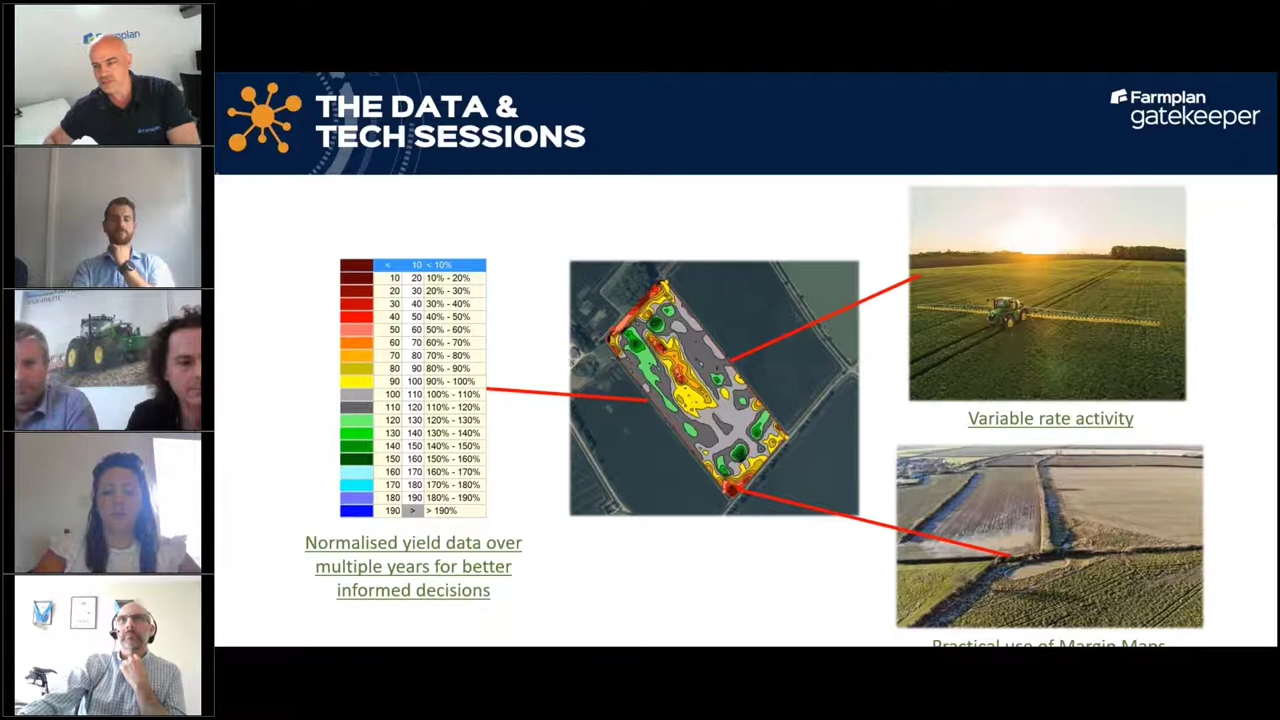 Farmplan
THE DATA &
TECH SESSIONS
Farmplan
gatekeeper
< 10 < 10%
10 20 10% - 20%
20 30 20% - 30%
30 40 30% - 40%
40 50 40% - 50%
50 60 50% - 60%
60 70 60% - 70%
70 80 70% - 80%
80 90 80% - 90%
90 100 90% - 100%
100 110 100% - 110%
110 120 110% - 120%
120 130 120% - 130%
130 140 130% - 140%
140 150 140% - 150%
150 160 150% - 160%
160 170 160% - 170%
170 180 170% - 180%
180 190 180% - 190%
190 > > 190%
Normalised yield data over
multiple years for better
informed decisions
Variable rate activity
Practical use of Margin Maps